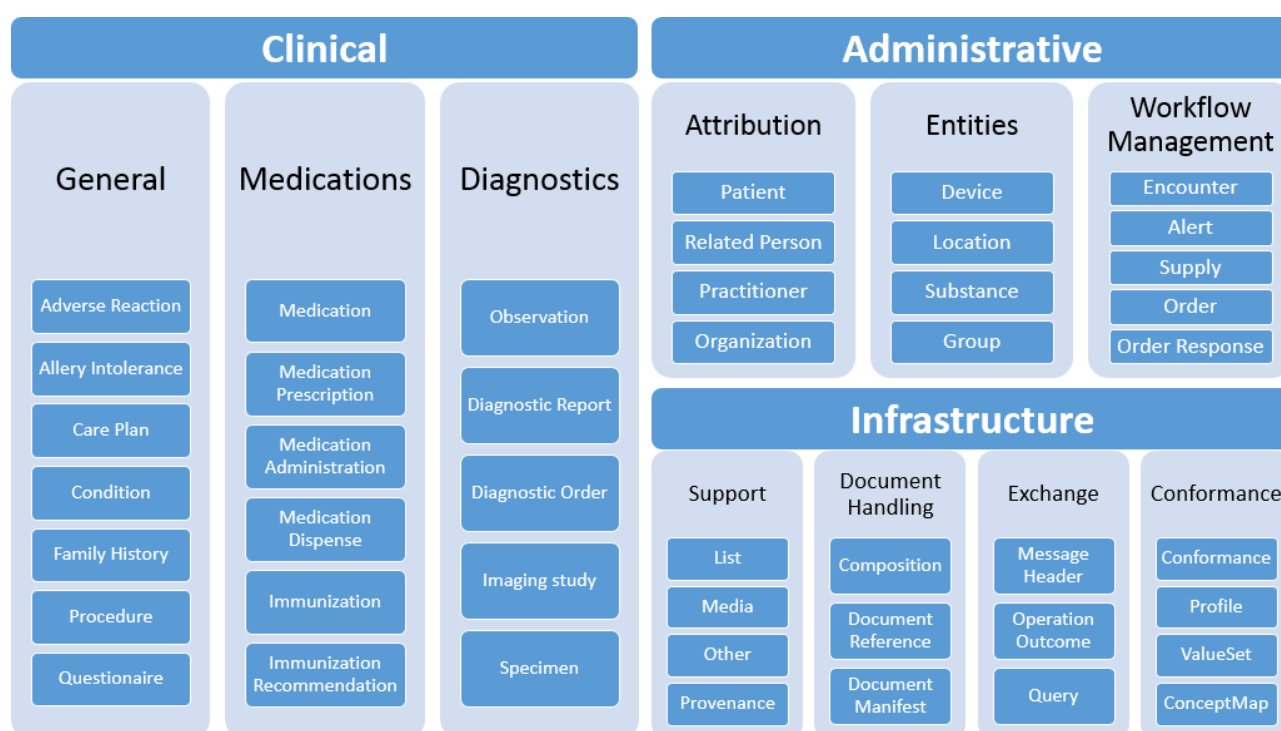 Clinical
General
Adverse Reaction
Allery Intolerance
Care Plan
Condition
Family History
Procedure
Questionaire
Medications
Medication
Medication
Prescription
Medication
Administration
Medication
Dispense
Immunization
Immunization
Recommendation
Diagnostics
Observation
Diagnostic Report
Diagnostic Order
Imaging study
Specimen
Administrative
Attribution
Patient
Related Person
Practitioner
Organization
Entities
Device
Location
Substance
Group
Workflow
Management
Encounter
Alert
Supply
Order
Order Response
Infrastructure
Support
List
Media
Other
Provenance
Document
Handling
Composition
Document
Reference
Document
Manifest
Exchange
Message
Header
Operation
Outcome
Query
Conformance
Conformance
Profile
ValueSet
ConceptMap